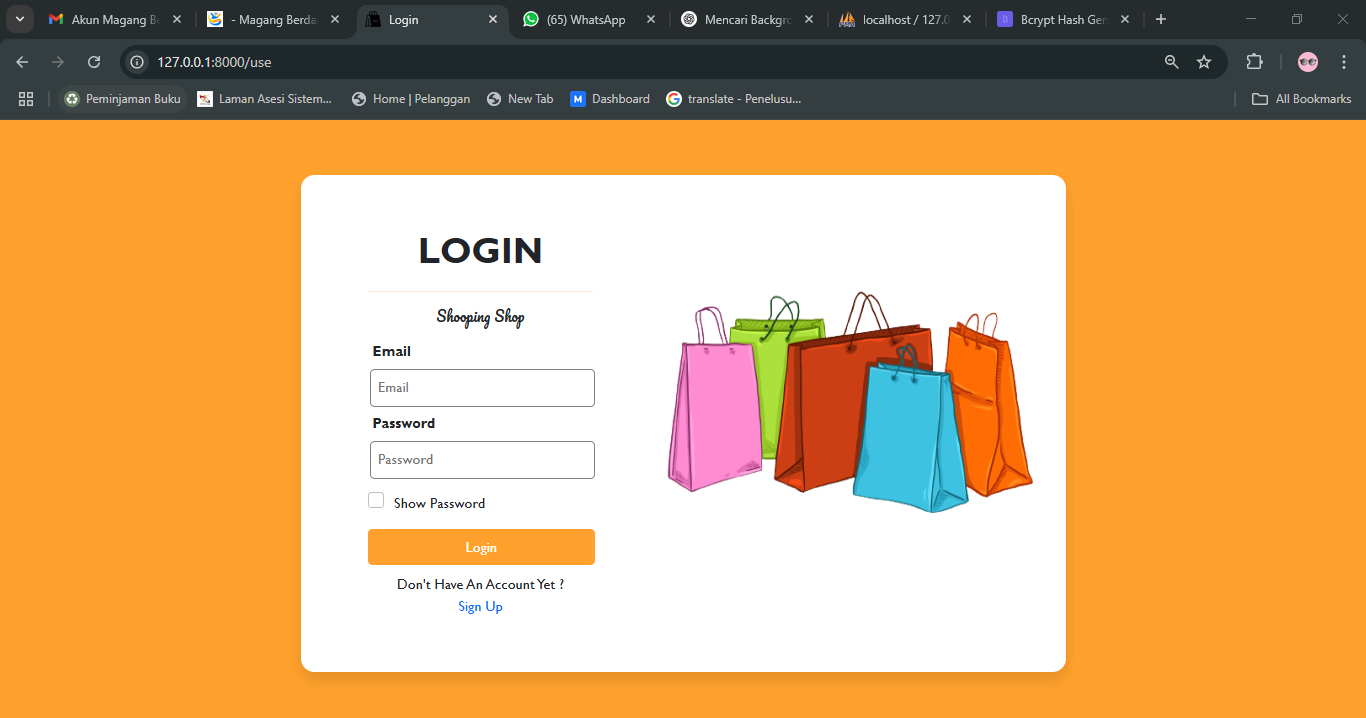 Akun Magang Be
- Magang Berda
Login
(65) WhatsApp
Mencari Backgro
localhost / 127.0
Bcrypt Hash Gen
127.0.0.1:8000/use
Peminjaman Buku
Laman Asesi Sistem...
Home | Pelanggan
New Tab
Dashboard
translate - Penelusu...
All Bookmarks
LOGIN
Shooping Shop
Email
Email
Password
Password
Show Password
Login
Don't Have An Account Yet ?
Sign Up